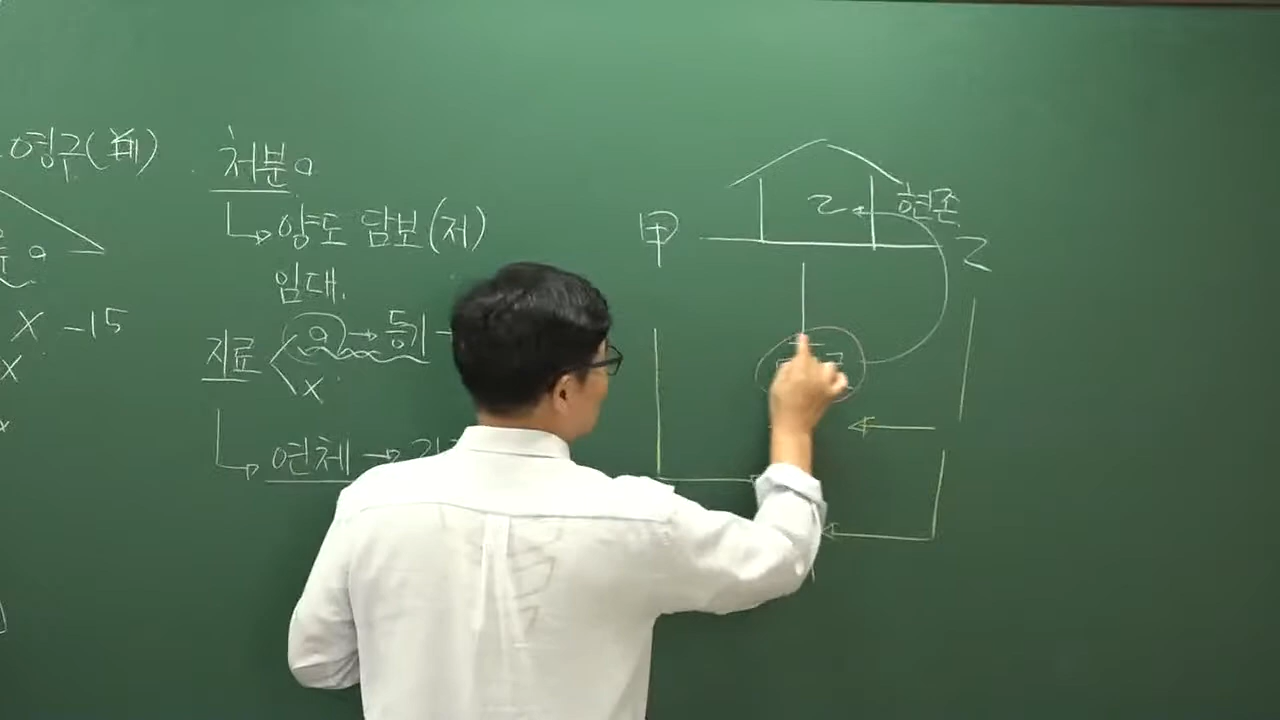 영구(
처분 O
양도 담보(저)
임대.
X -15
지료
O → 등기
X
X
연체 →
甲
乙
현존
乙